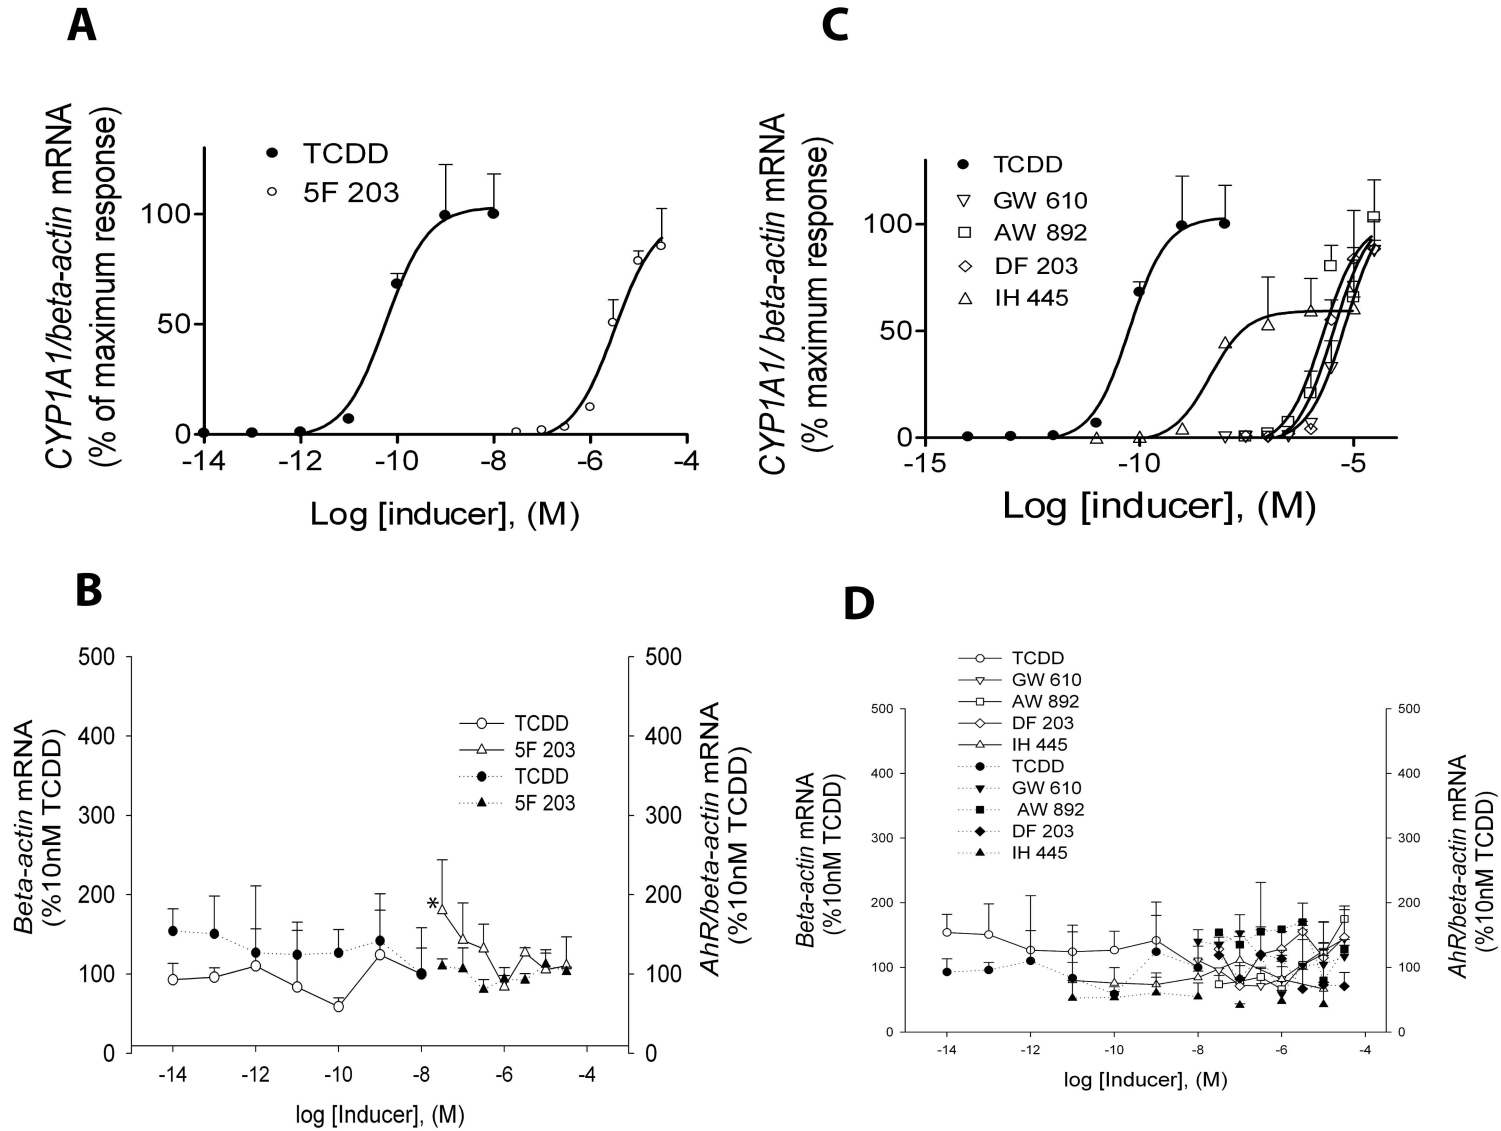 A
CYP1A1/beta-actin mRNA
(% of maximum response)
TCDD
5F 203
100
50
0
-14
-12
-10
-8
-6
-4
Log [inducer], (M)
C
CYP1A1/ beta-actin mRNA
(% maximum response)
TCDD
GW 610
AW 892
DF 203
IH 445
100
50
0
-15
-10
-5
Log [inducer], (M)
B
Beta-actin mRNA
(%10nM TCDD)
500
400
300
200
100
0
TCDD
5F 203
TCDD
5F 203
*
500
400
300
200
100
0
AhR/beta-actin mRNA
(%10nM TCDD)
-14
-12
-10
-8
-6
-4
log [Inducer], (M)
D
TCDD
GW 610
AW 892
DF 203
IH 445
TCDD
GW 610
AW 892
DF 203
IH 445
Beta-actin mRNA
(%10nM TCDD)
500
400
300
200
100
0
500
400
300
200
100
0
AhR/beta-actin mRNA
(%10nM TCDD)
-14
-12
-10
-8
-6
-4
log [Inducer], (M)